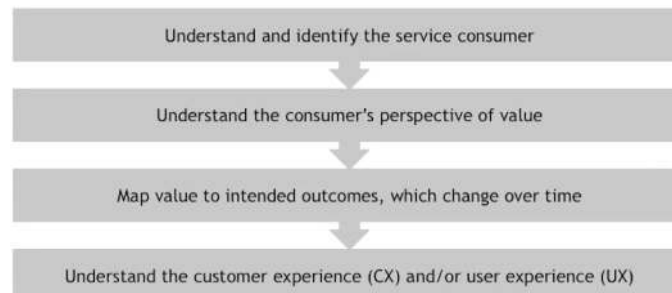 Understand and identify the service consumer
Understand the consumer's perspective of value
Map value to intended outcomes, which change over time
Understand the customer experience (CX) and/or user experience (UX)